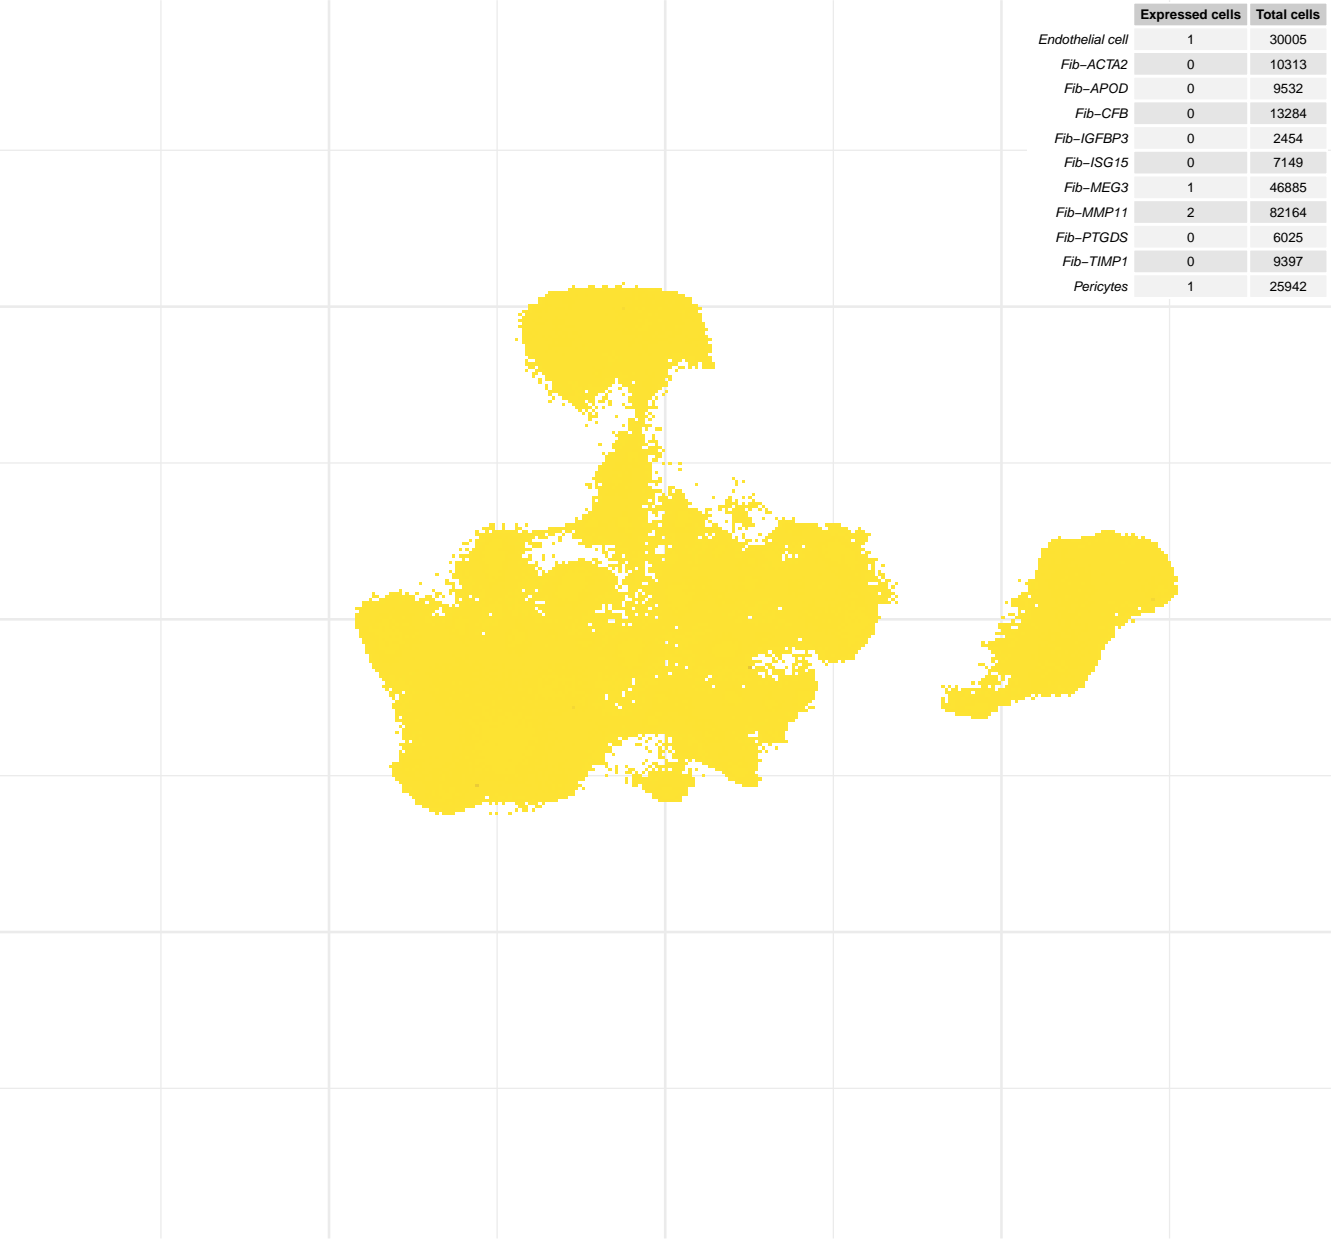 Expressed cells Total cells
Endothelial cell 1 30005
Fib−ACTA2 0 10313
Fib−APOD 0 9532
Fib−CFB 0 13284
Fib−IGFBP3 0 2454
Fib−ISG15 0 7149
Fib−MEG3 1 46885
Fib−MMP11 2 82164
Fib−PTGDS 0 6025
Fib−TIMP1 0 9397
Pericytes 1 25942